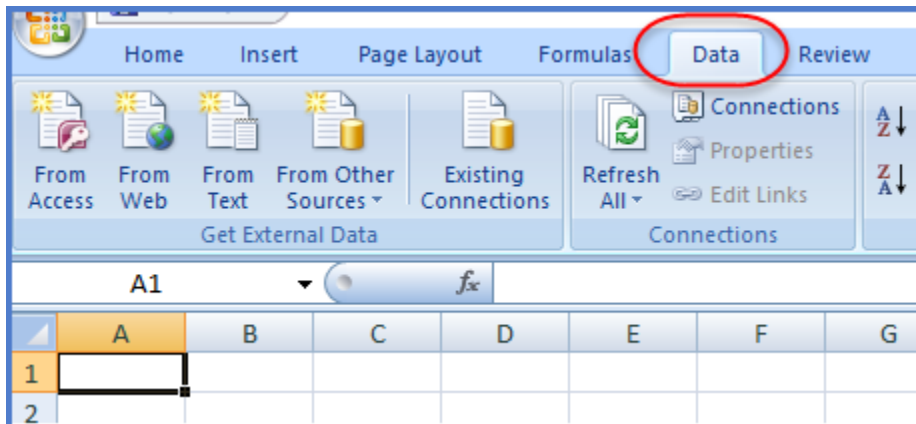 Home Insert Page Layout Formulas Data Review
From Access
From Web
From Text
From Other Sources
Existing Connections
Refresh All
Connections
Properties
Edit Links
A Z
Z A
Get External Data
Connections
A1
fx
A B C D E F G
1
2